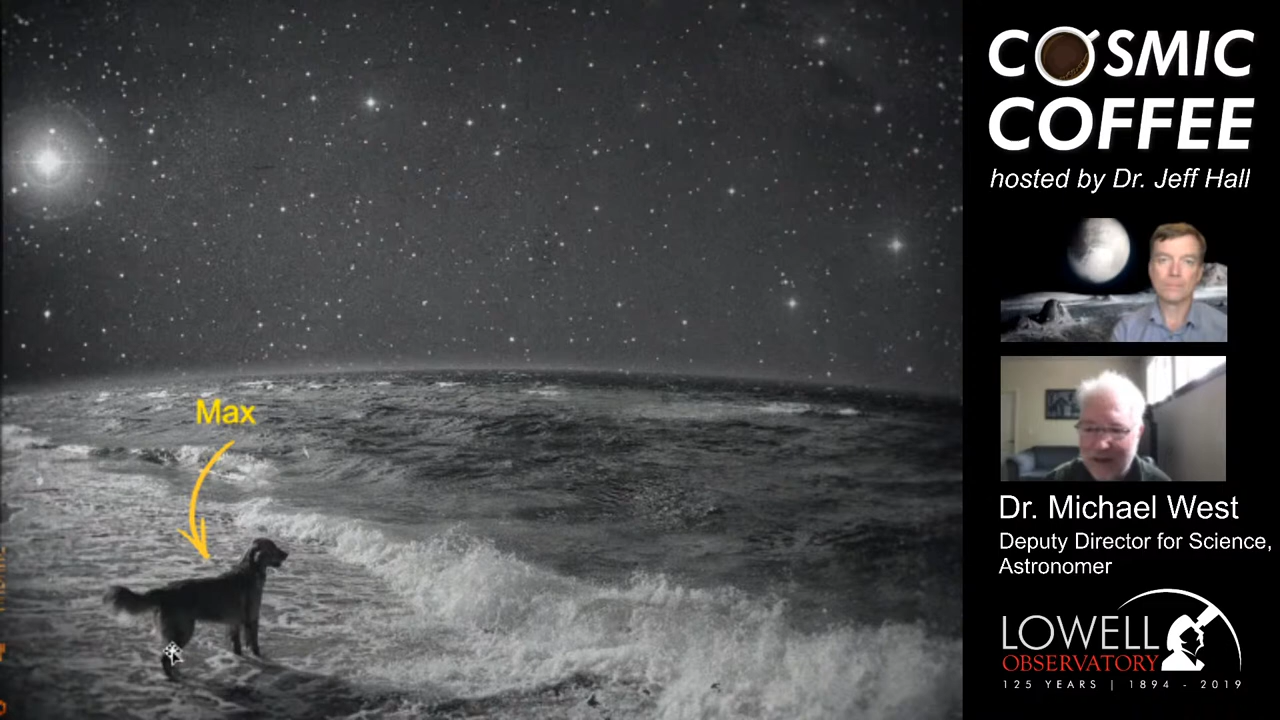 Max
COSMIC
COFFEE
hosted by Dr. Jeff Hall
Dr. Michael West
Deputy Director for Science,
Astronomer
LOWELL
OBSERVATORY
125 YEARS | 1894 - 2019